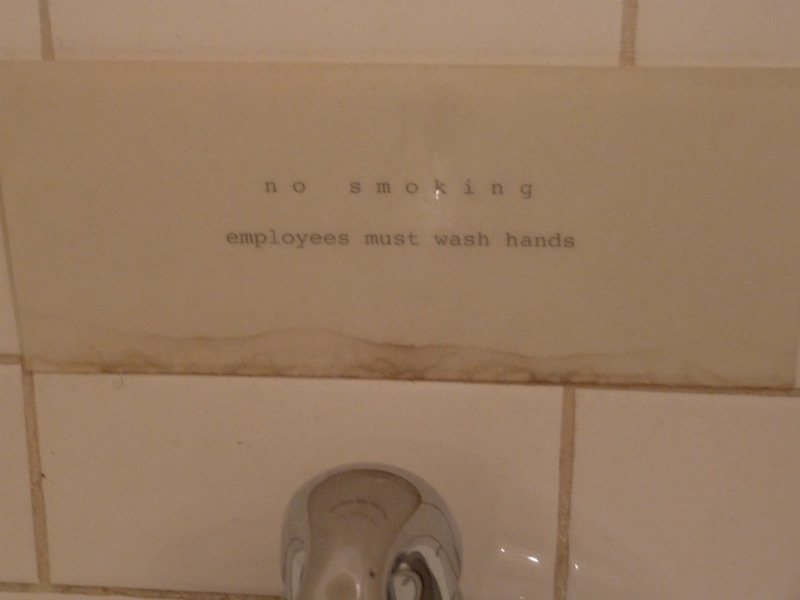 no smoking
employees must wash hands